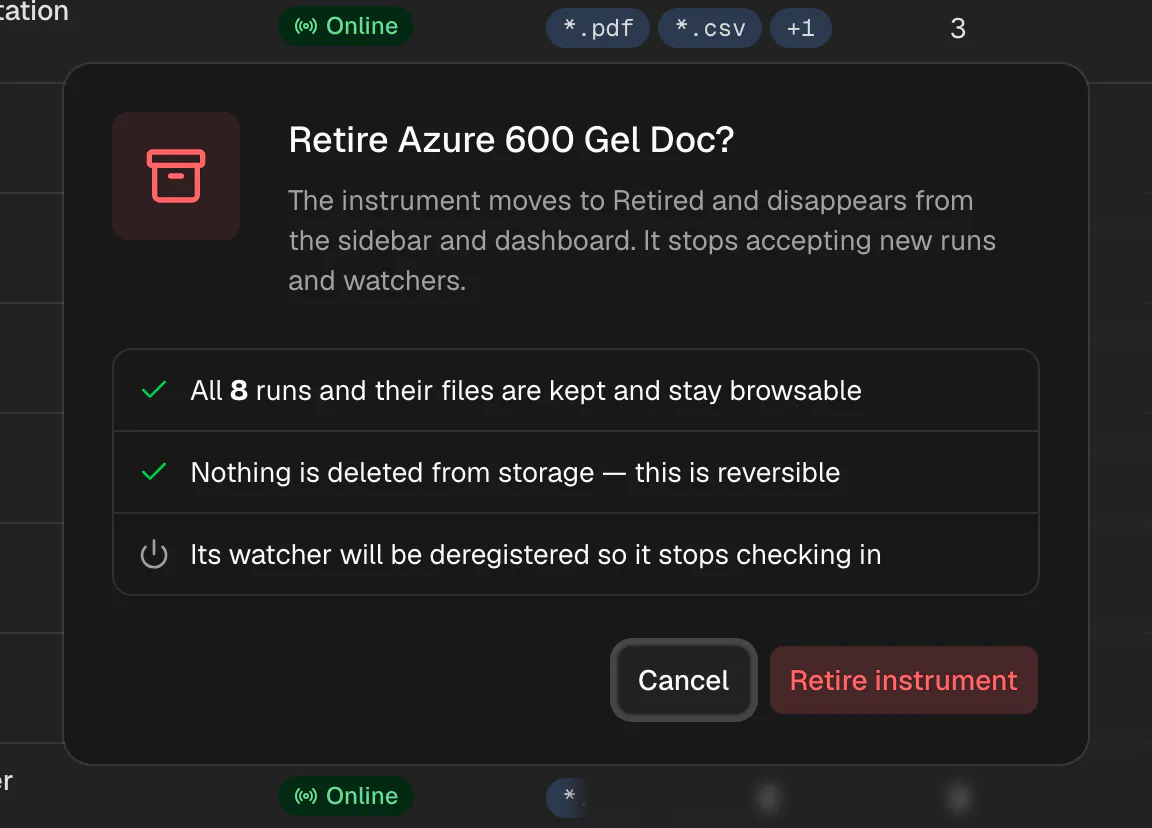 tation
Online *.pdf *.csv +1 3
Retire Azure 600 Gel Doc?
The instrument moves to Retired and disappears from
the sidebar and dashboard. It stops accepting new runs
and watchers.
All 8 runs and their files are kept and stay browsable
Nothing is deleted from storage — this is reversible
Its watcher will be deregistered so it stops checking in
Cancel Retire instrument
er
Online *.